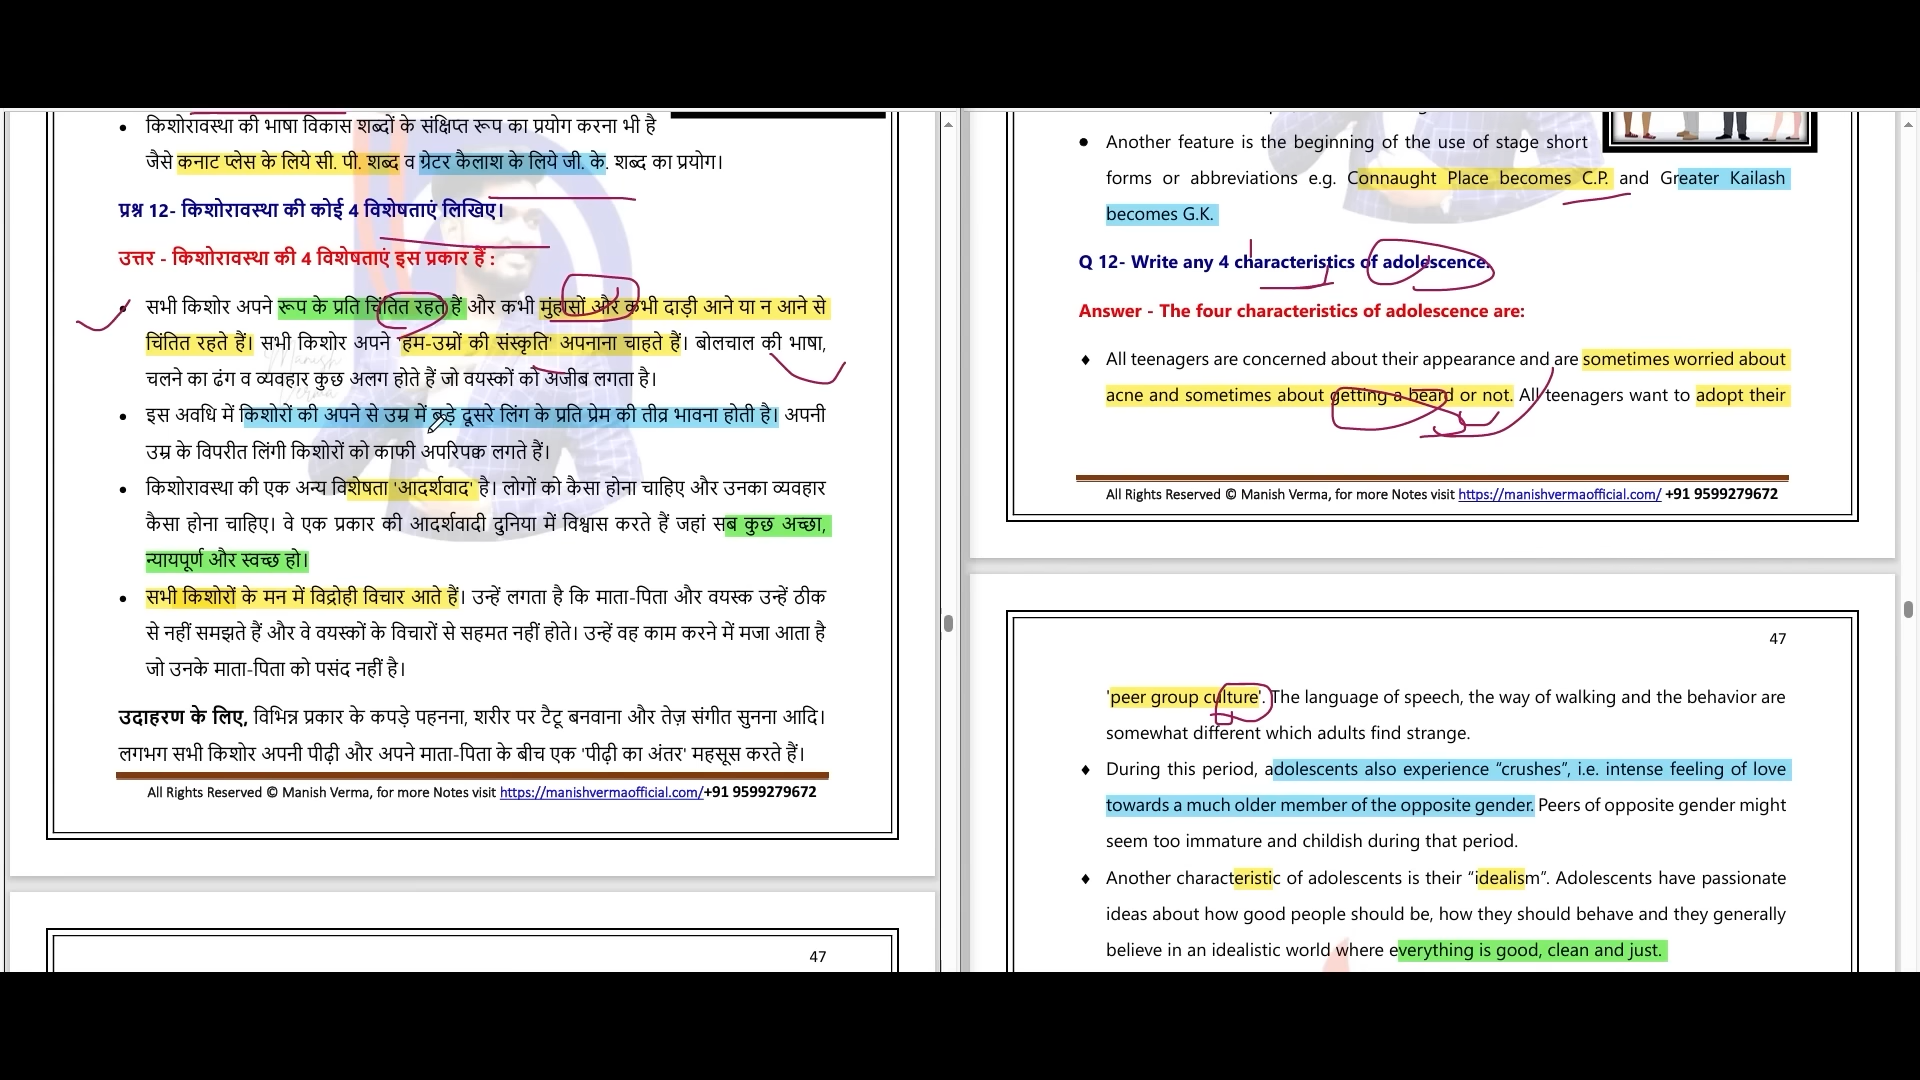 किशोरावस्था की भाषा विकास शब्दों के संक्षिप्त रूप का प्रयोग करना भी है
जैसे कनाट प्लेस के लिये सी. पी. शब्द व ग्रेटर कैलाश के लिये जी. के. शब्द का प्रयोग।
प्रश्न 12- किशोरावस्था की कोई 4 विशेषताएं लिखिए।
उत्तर - किशोरावस्था की 4 विशेषताएं इस प्रकार हैं :
सभी किशोर अपने रूप के प्रति चिंतित रहते हैं और कभी मुंहासों और कभी दाड़ी आने या न आने से
चिंतित रहते हैं। सभी किशोर अपने 'हम-उम्रों की संस्कृति' अपनाना चाहते हैं। बोलचाल की भाषा,
चलने का ढंग व व्यवहार कुछ अलग होते हैं जो वयस्कों को अजीब लगता है।
इस अवधि में किशोरों की अपने से उम्र में बड़े दूसरे लिंग के प्रति प्रेम की तीव्र भावना होती है। अपनी
उम्र के विपरीत लिंगी किशोरों को काफी अपरिपक्व लगते हैं।
किशोरावस्था की एक अन्य विशेषता 'आदर्शवाद' है। लोगों को कैसा होना चाहिए और उनका व्यवहार
कैसा होना चाहिए। वे एक प्रकार की आदर्शवादी दुनिया में विश्वास करते हैं जहां सब कुछ अच्छा,
न्यायपूर्ण और स्वच्छ हो।
सभी किशोरों के मन में विद्रोही विचार आते हैं। उन्हें लगता है कि माता-पिता और वयस्क उन्हें ठीक
से नहीं समझते हैं और वे वयस्कों के विचारों से सहमत नहीं होते। उन्हें वह काम करने में मजा आता है
जो उनके माता-पिता को पसंद नहीं है।
उदाहरण के लिए, विभिन्न प्रकार के कपड़े पहनना, शरीर पर टैटू बनवाना और तेज़ संगीत सुनना आदि।
लगभग सभी किशोर अपनी पीढ़ी और अपने माता-पिता के बीच एक 'पीढ़ी का अंतर' महसूस करते हैं।
All Rights Reserved © Manish Verma, for more Notes visit https://manishvermaofficial.com/+91 9599279672
47
Another feature is the beginning of the use of stage short
forms or abbreviations e.g. Connaught Place becomes C.P. and Greater Kailash
becomes G.K.
Q 12- Write any 4 characteristics of adolescence.
Answer - The four characteristics of adolescence are:
All teenagers are concerned about their appearance and are sometimes worried about
acne and sometimes about getting a beard or not. All teenagers want to adopt their
All Rights Reserved © Manish Verma, for more Notes visit https://manishvermaofficial.com/ +91 9599279672
47
'peer group culture'. The language of speech, the way of walking and the behavior are
somewhat different which adults find strange.
During this period, adolescents also experience “crushes”, i.e. intense feeling of love
towards a much older member of the opposite gender. Peers of opposite gender might
seem too immature and childish during that period.
Another characteristic of adolescents is their “idealism”. Adolescents have passionate
ideas about how good people should be, how they should behave and they generally
believe in an idealistic world where everything is good, clean and just.